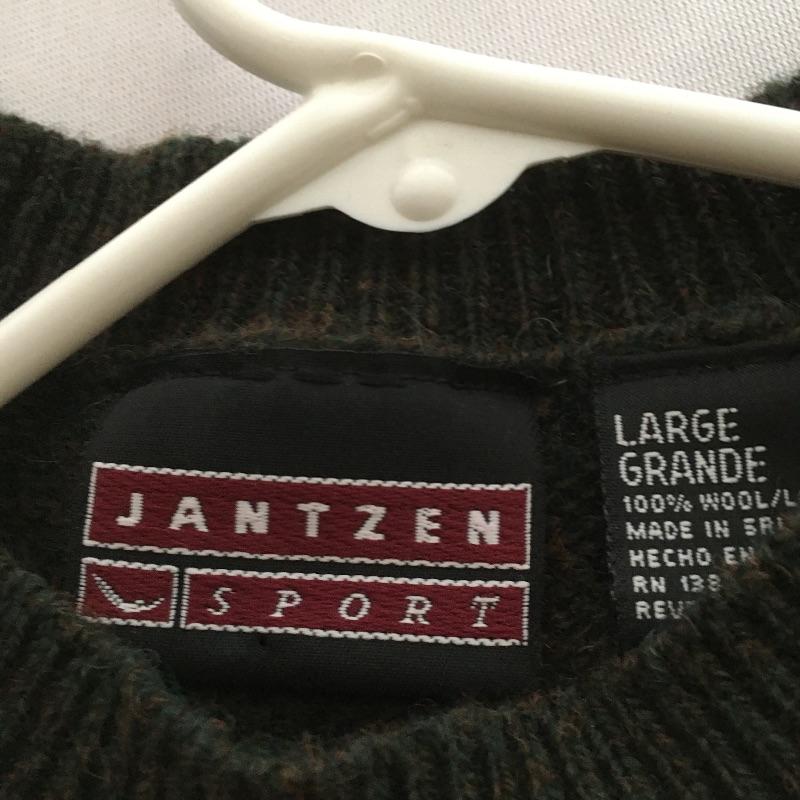 JANTZEN
SPORT
LARGE
GRANDE
100% WOOL/L
MADE IN SRI
HECHO EN
RN 138
REV